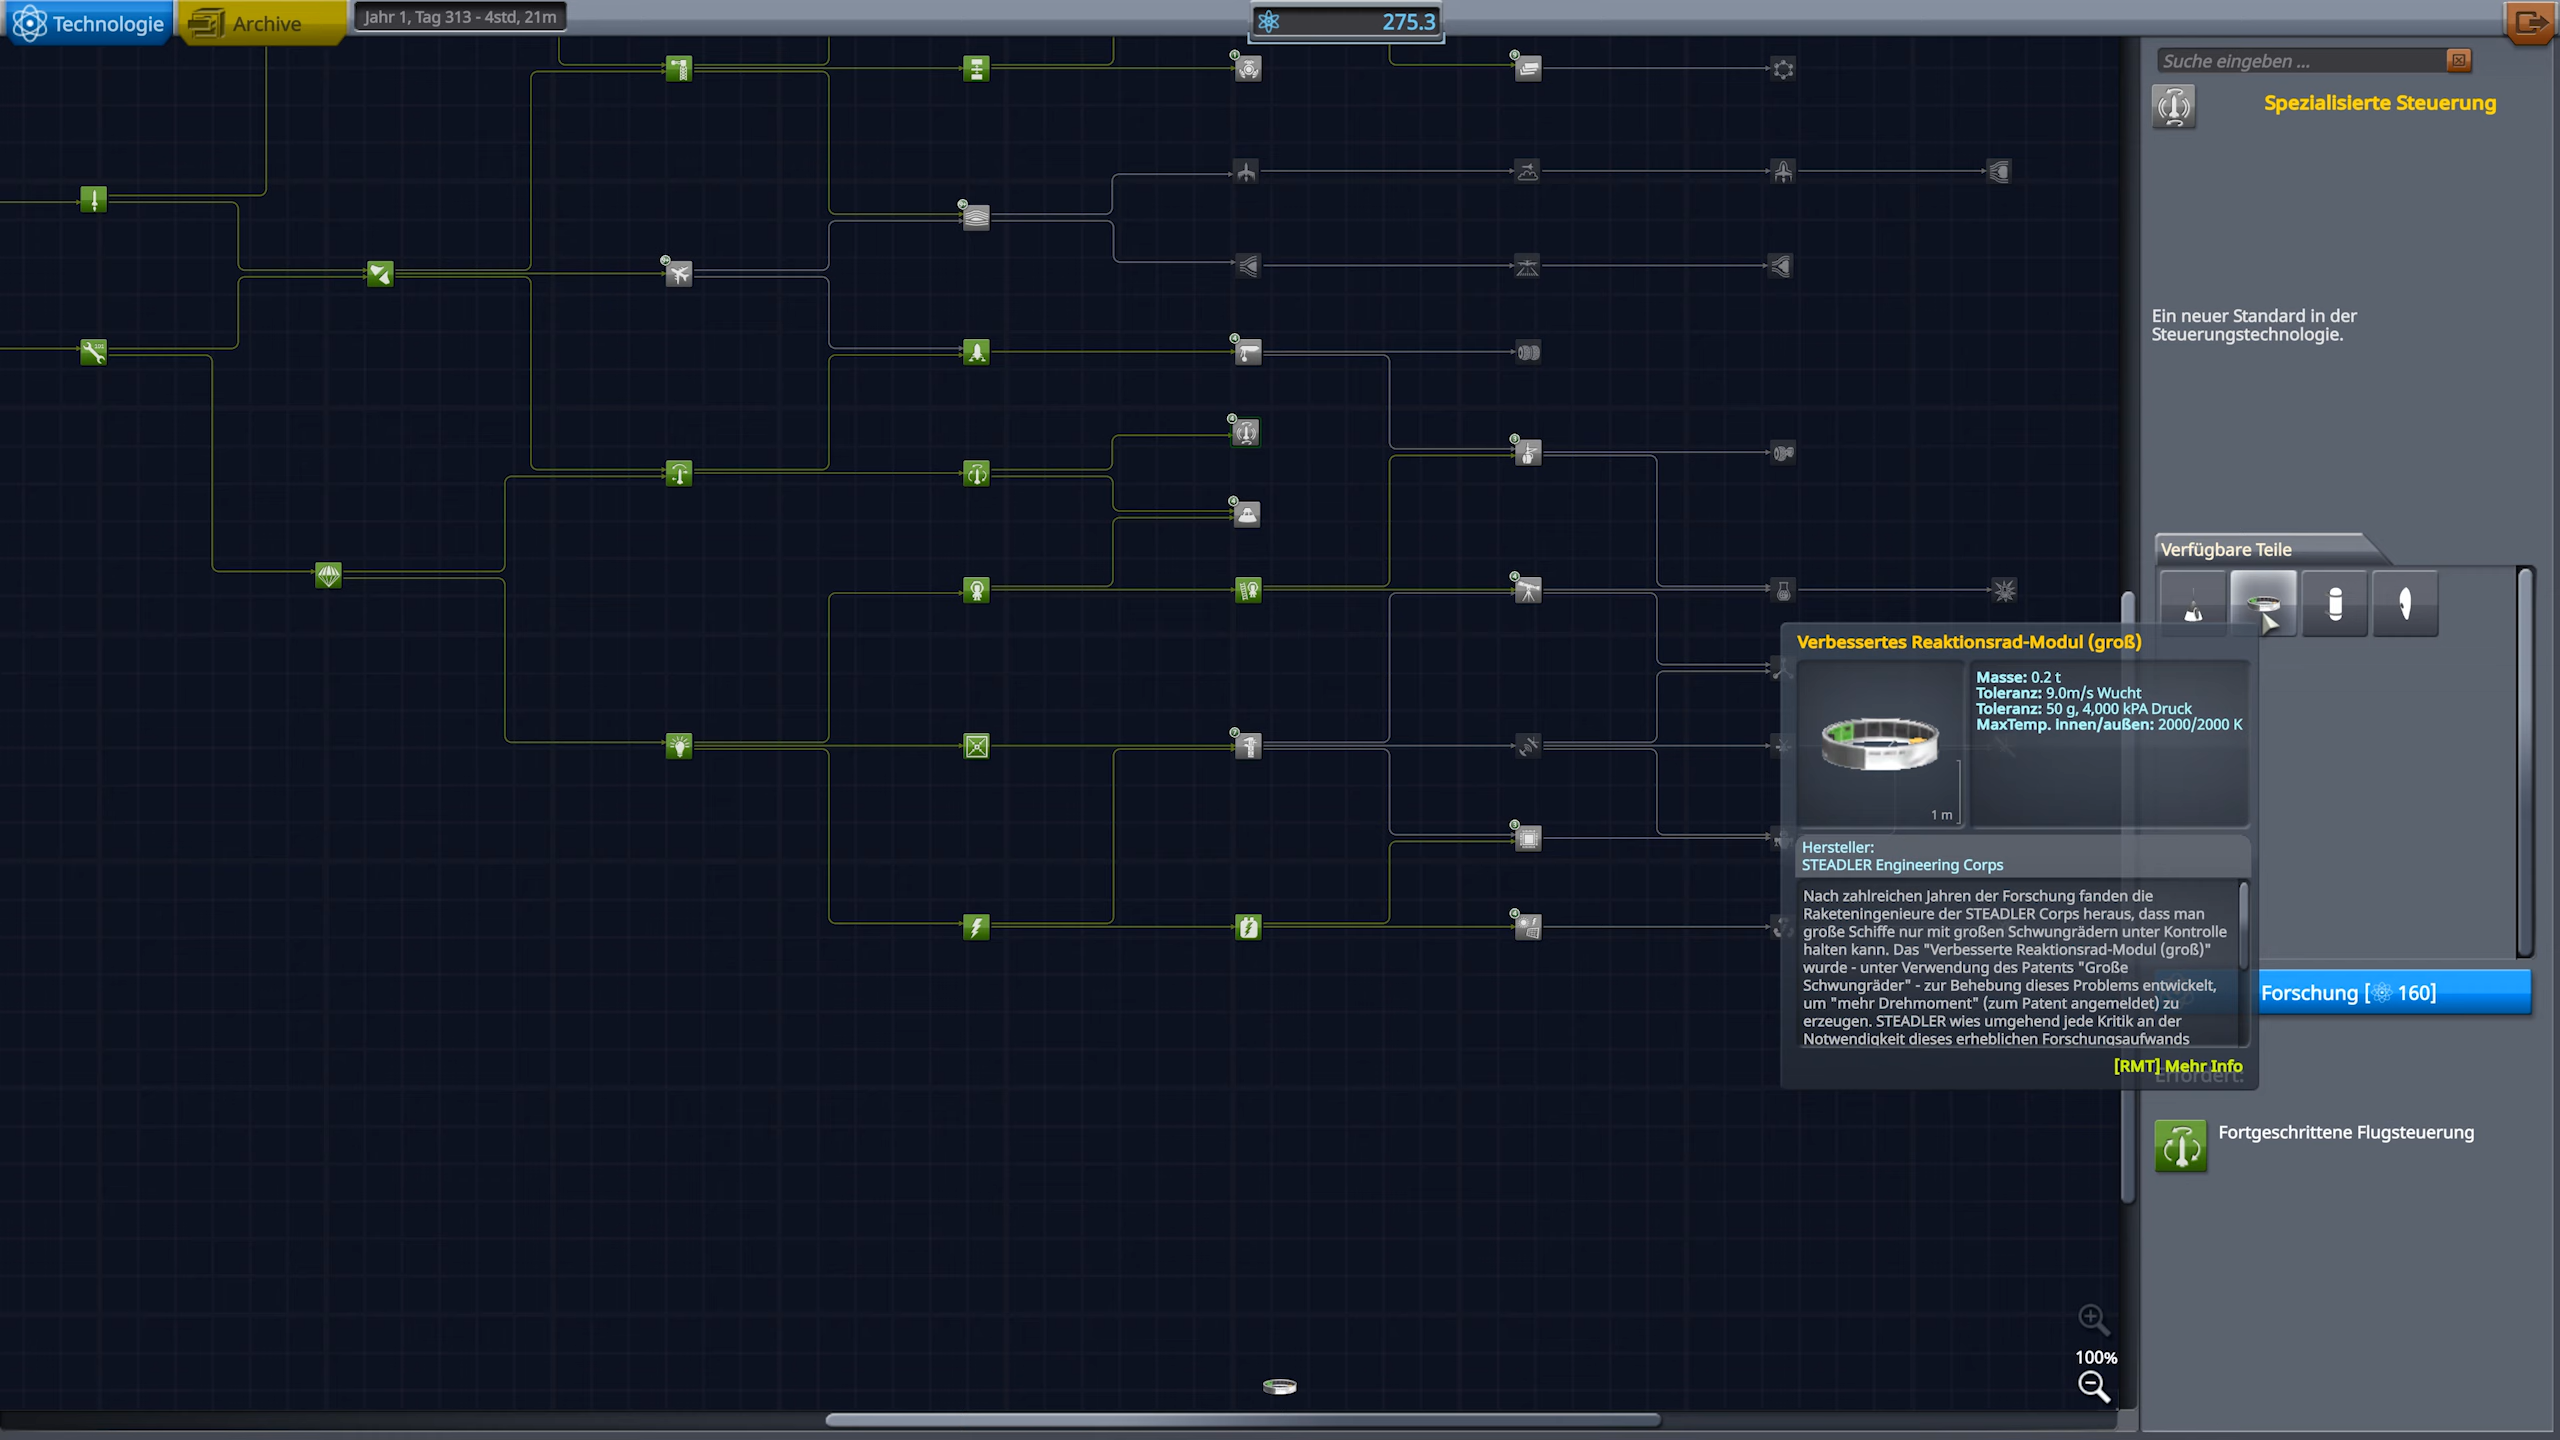 Technologie
Archive
Jahr 1, Tag 313 - 4std, 21m
275.3
Suche eingeben ...
Spezialisierte Steuerung
Ein neuer Standard in der
Steuerungstechnologie.
Verfügbare Teile
Verbessertes Reaktionsrad-Modul (groß)
Masse: 0.2 t
Toleranz: 9.0m/s Wucht
Toleranz: 50 g, 4,000 kPA Druck
MaxTemp. innen/außen: 2000/2000 K
1 m
Hersteller:
STEADLER Engineering Corps
Nach zahlreichen Jahren der Forschung fanden die
Raketeningenieure der STEADLER Corps heraus, dass man
große Schiffe nur mit großen Schwungrädern unter Kontrolle
halten kann. Das "Verbesserte Reaktionsrad-Modul (groß)"
wurde - unter Verwendung des Patents "Große
Schwungräder" - zur Behebung dieses Problems entwickelt,
um "mehr Drehmoment" (zum Patent angemeldet) zu
erzeugen. STEADLER wies umgehend jede Kritik an der
Notwendigkeit dieses erheblichen Forschungsaufwands
[RMT] Mehr Info
Forschung [160]
Erfordert:
Fortgeschrittene Flugsteuerung
100%